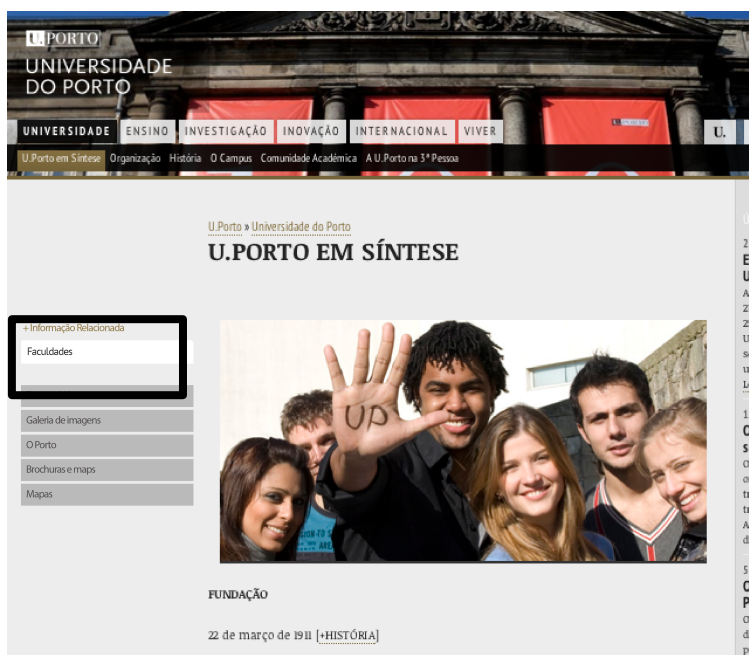 U.PORTO
UNIVERSIDADE
DO PORTO
UNIVERSIDADE ENSINO INVESTIGAÇÃO INOVAÇÃO INTERNACIONAL VIVER U.
U.Porto em Síntese Organização História O Campus Comunidade Académica A U.Porto na 3ª Pessoa
U.Porto » Universidade do Porto
U.PORTO EM SÍNTESE
+ Informação Relacionada
Faculdades
Galeria de imagens
O Porto
Brochuras e maps
Mapas
UP
FUNDAÇÃO
22 de março de 1911 [+HISTÓRIA]